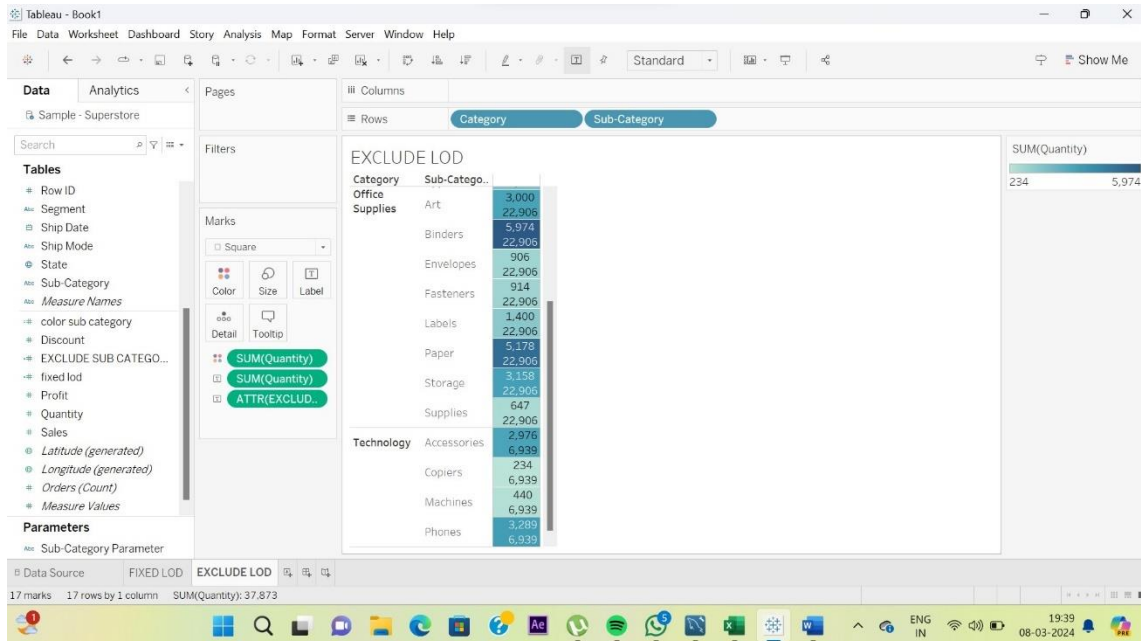 Tableau - Book1
File Data Worksheet Dashboard Story Analysis Map Format Server Window Help
Standard
Show Me
Data Analytics
Sample - Superstore
Search
Tables
Row ID
Segment
Ship Date
Ship Mode
State
Sub-Category
Measure Names
color sub category
Discount
EXCLUDE SUB CATEGO...
fixed lod
Profit
Quantity
Sales
Latitude (generated)
Longitude (generated)
Orders (Count)
Measure Values
Parameters
Sub-Category Parameter
Pages
Filters
Marks
Square
Color Size Label
Detail Tooltip
SUM(Quantity)
SUM(Quantity)
ATTR(EXCLUD..
Columns
Rows Category Sub-Category
EXCLUDE LOD
Category Sub-Catego..
Office Supplies
Art 3,000 22,906
Binders 5,974 22,906
Envelopes 906 22,906
Fasteners 914 22,906
Labels 1,400 22,906
Paper 5,178 22,906
Storage 3,158 22,906
Supplies 647 22,906
Technology Accessories 2,976 6,939
Copiers 234 6,939
Machines 440 6,939
Phones 3,289 6,939
SUM(Quantity)
234 5,974
Data Source FIXED LOD EXCLUDE LOD
17 marks 17 rows by 1 column SUM(Quantity): 37,873
1
Ae
5
ENG
IN
19:39
08-03-2024